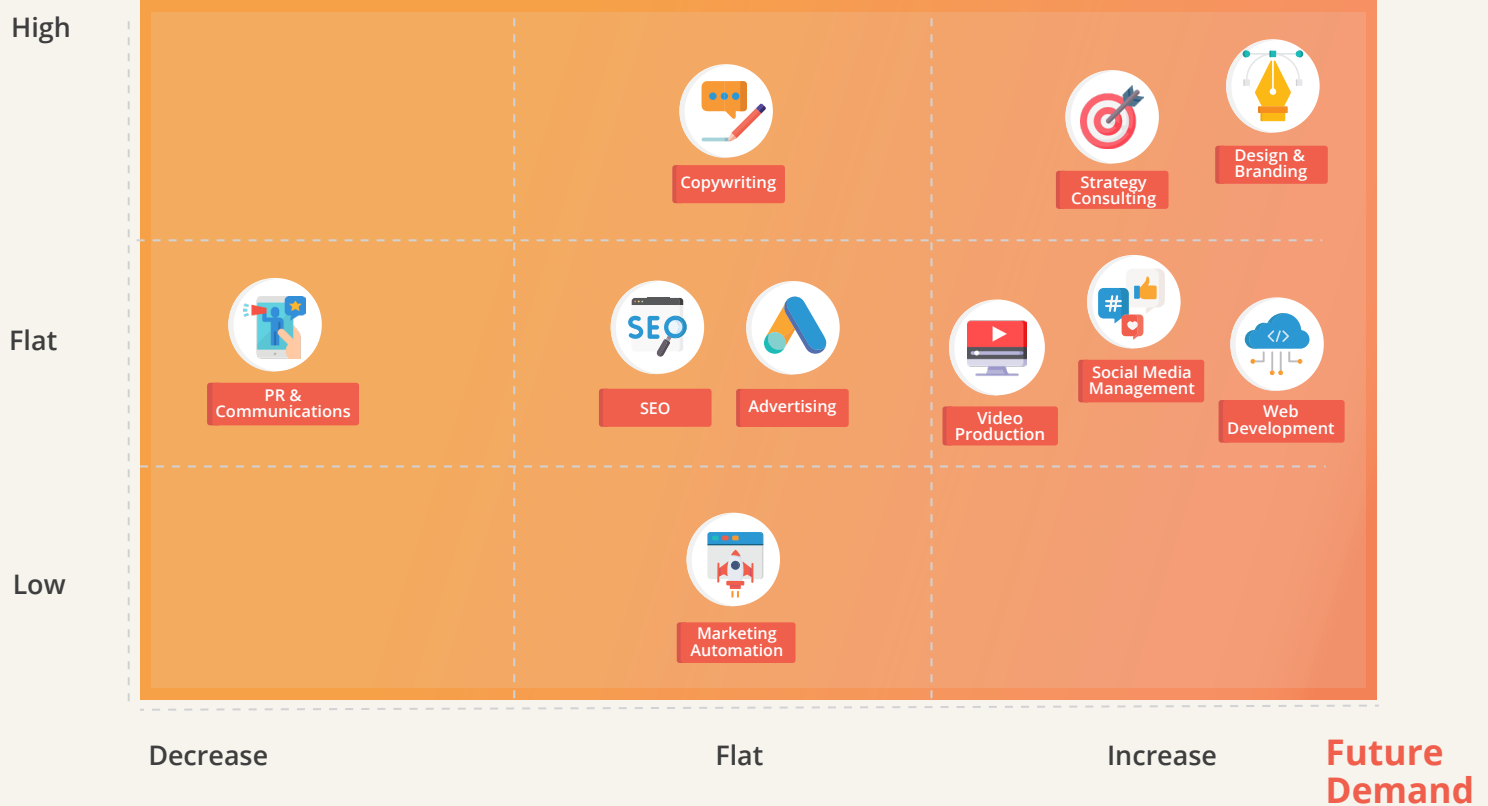 High
Copywriting
Strategy
Consulting
Design &
Branding
Flat
PR &
Communications
SEO
SEO
Advertising
Video
Production
#
Social Media
Management
</>
Web
Development
Low
Marketing
Automation
Decrease
Flat
Increase
Future
Demand